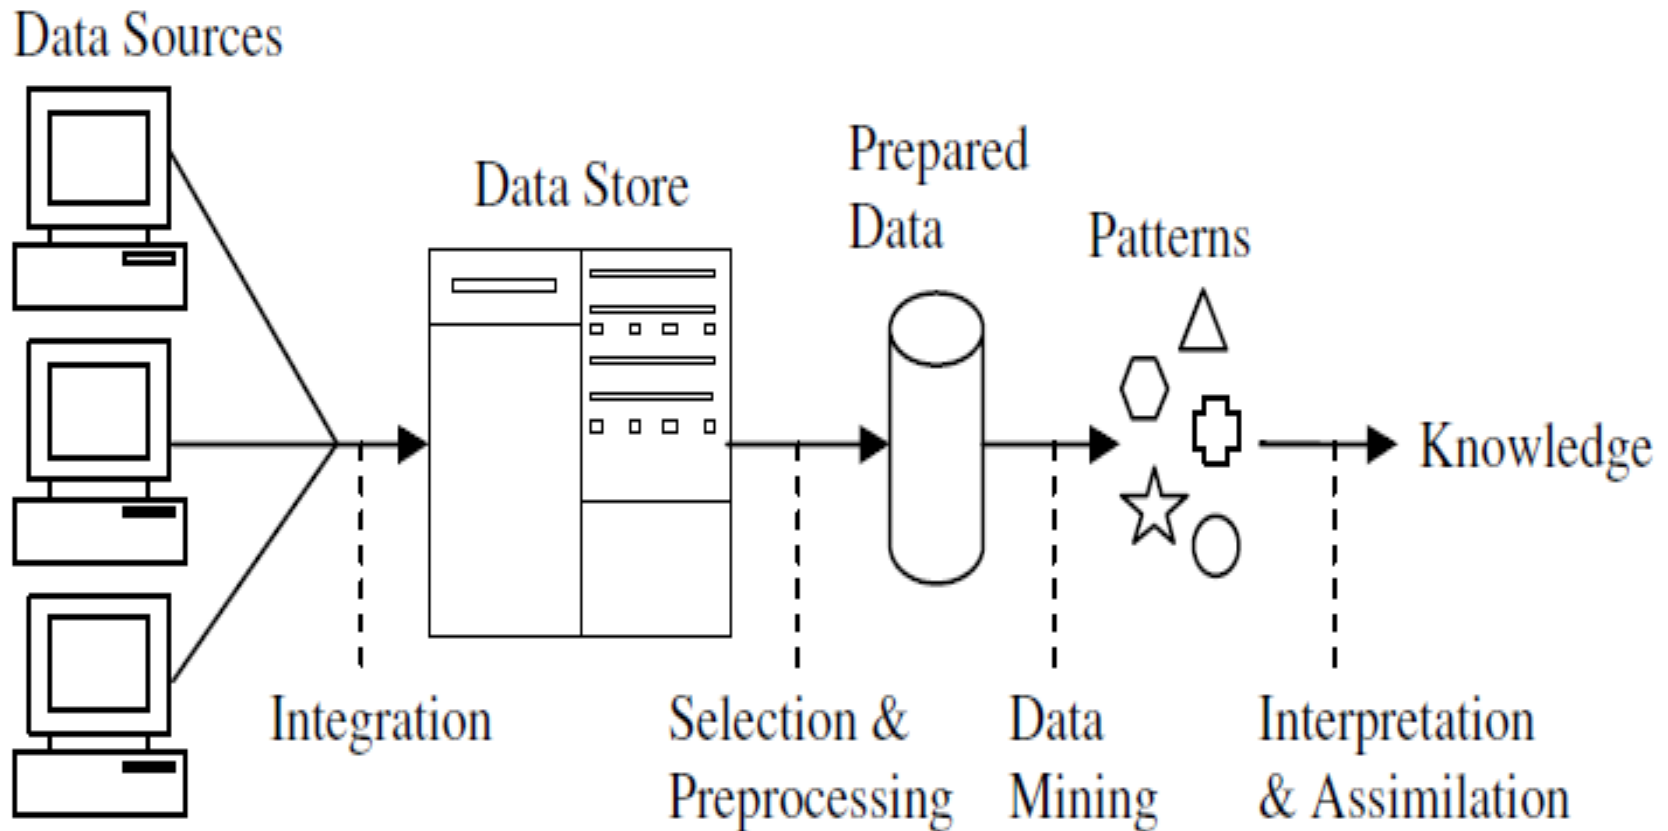 Data Sources
Data Store
Prepared
Data
Patterns
Knowledge
Integration
Selection &
Preprocessing
Data
Mining
Interpretation
& Assimilation